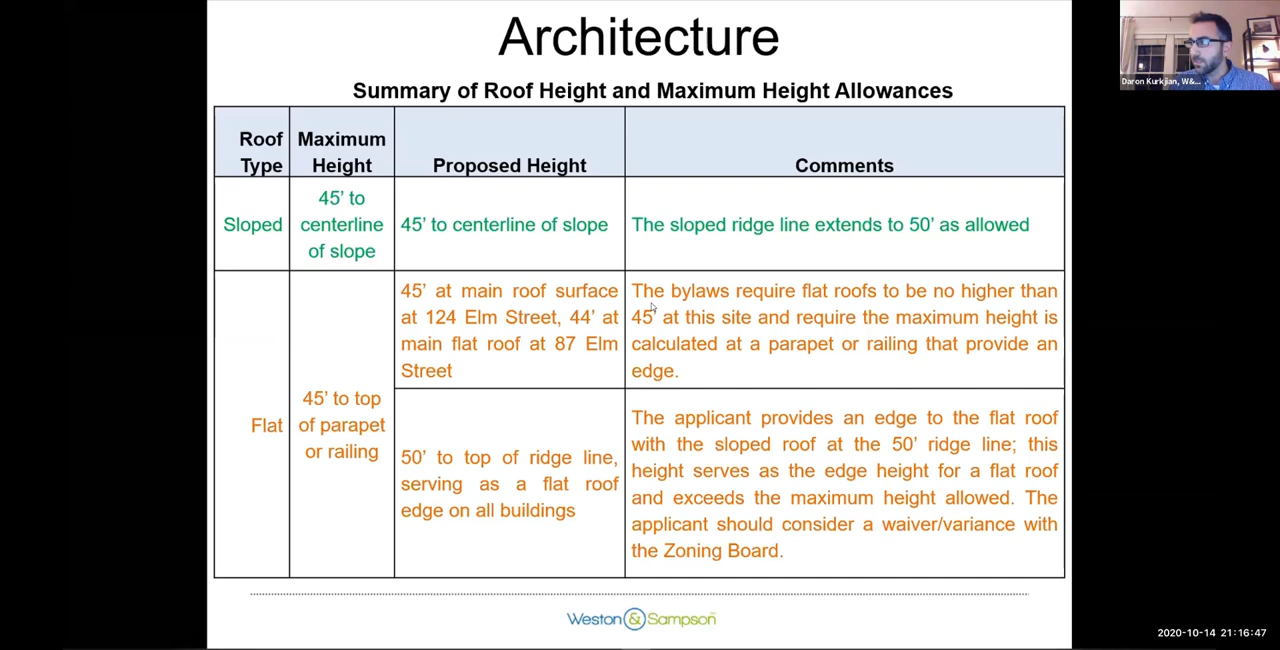 Architecture
Daron Kurkjian, W&...
Summary of Roof Height and Maximum Height Allowances
Roof Type
Maximum Height
Proposed Height
Comments
Sloped
45’ to
centerline
of slope
45’ to centerline of slope
The sloped ridge line extends to 50’ as allowed
Flat
45’ to top
of parapet
or railing
45’ at main roof surface
at 124 Elm Street, 44’ at
main flat roof at 87 Elm
Street
The bylaws require flat roofs to be no higher than
45’ at this site and require the maximum height is
calculated at a parapet or railing that provide an
edge.
50’ to top of ridge line,
serving as a flat roof
edge on all buildings
The applicant provides an edge to the flat roof
with the sloped roof at the 50’ ridge line; this
height serves as the edge height for a flat roof
and exceeds the maximum height allowed. The
applicant should consider a waiver/variance with
the Zoning Board.
Weston & Sampson
2020-10-14 21:16:47